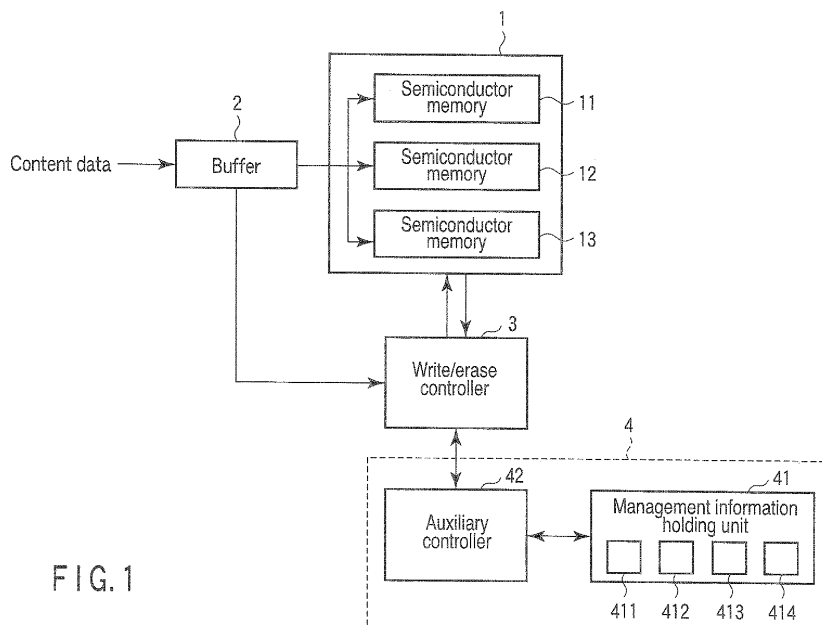 1
Semiconductor
memory
11
2
Content data
Buffer
Semiconductor
memory
12
Semiconductor
memory
13
3
Write/erase
controller
4
42
41
Auxiliary
controller
Management information
holding unit
411 412 413 414
FIG.1